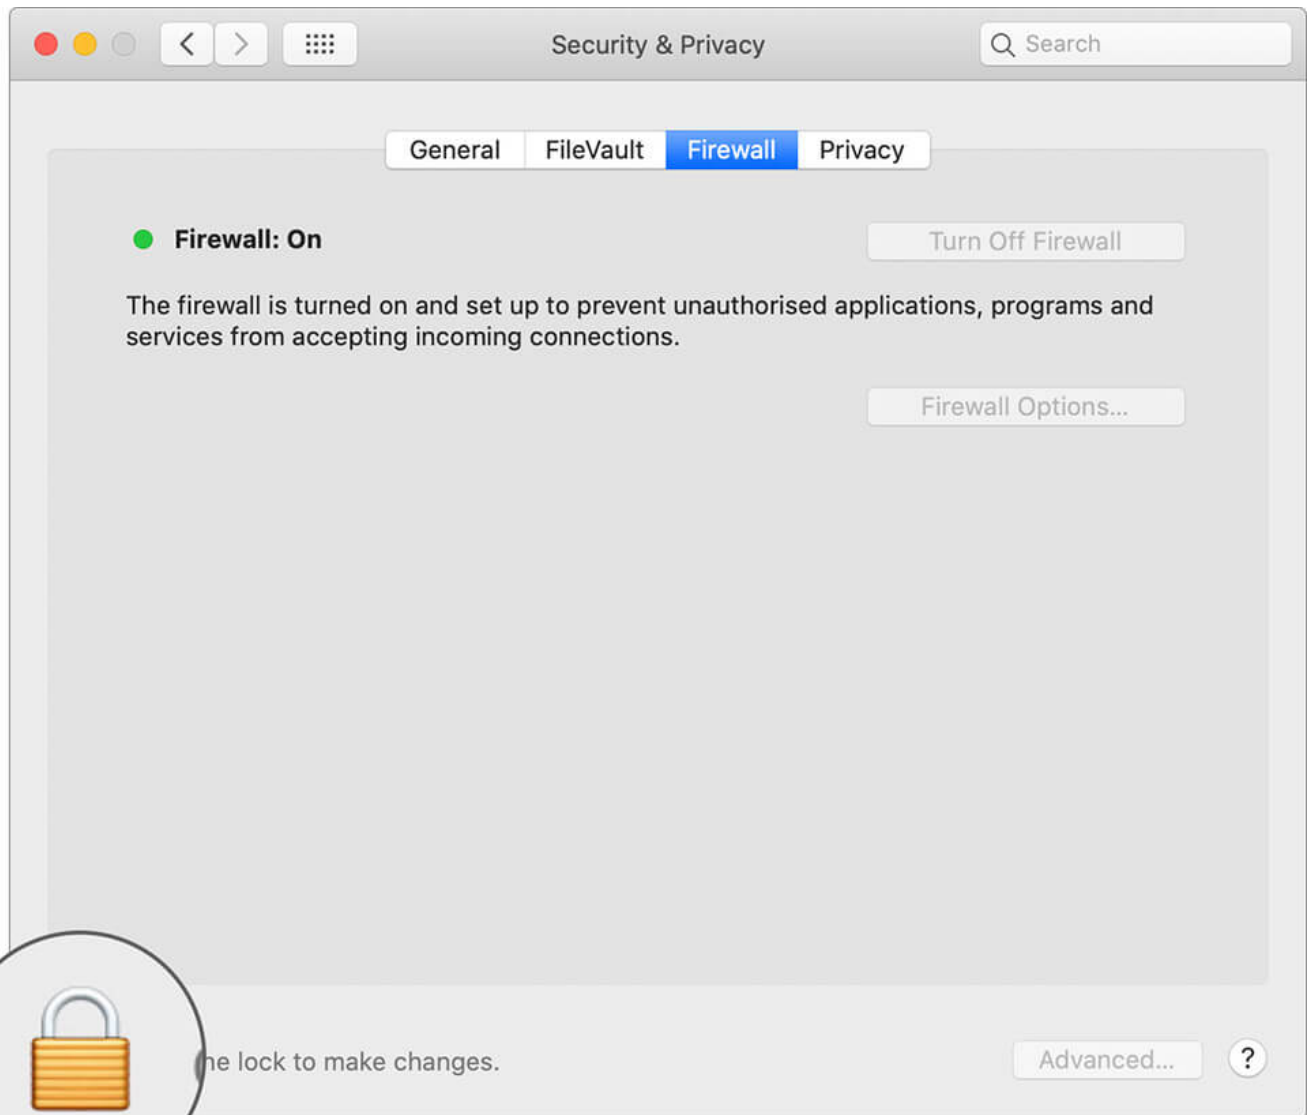 Security & Privacy
Search
General
FileVault
Firewall
Privacy
Firewall: On
Turn Off Firewall
The firewall is turned on and set up to prevent unauthorised applications, programs and
services from accepting incoming connections.
Firewall Options...
he lock to make changes.
Advanced...
?